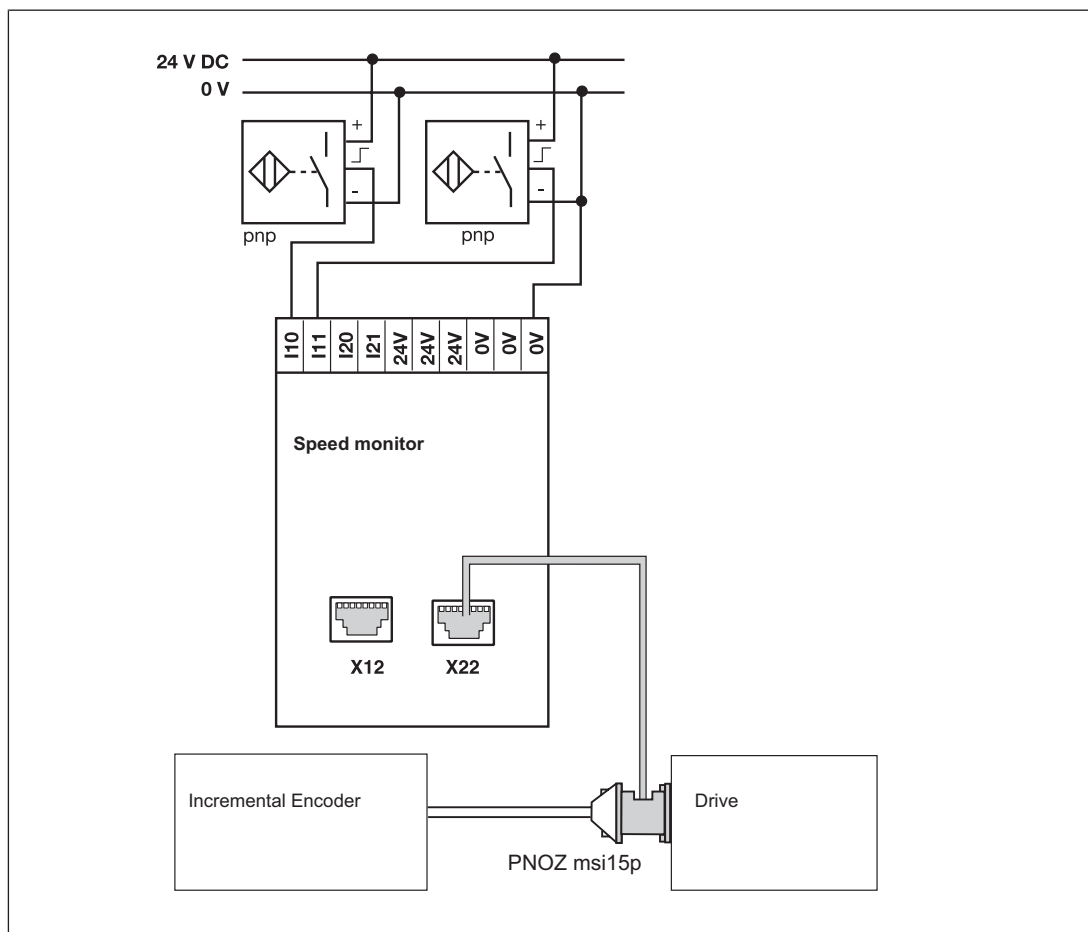 24 V DC
0 V
+
-
pnp
+
-
pnp
I10 I11 I20 I21 24V 24V 24V 0V 0V 0V
Speed monitor
X12 X22
Incremental Encoder
Drive
PNOZ msi15p